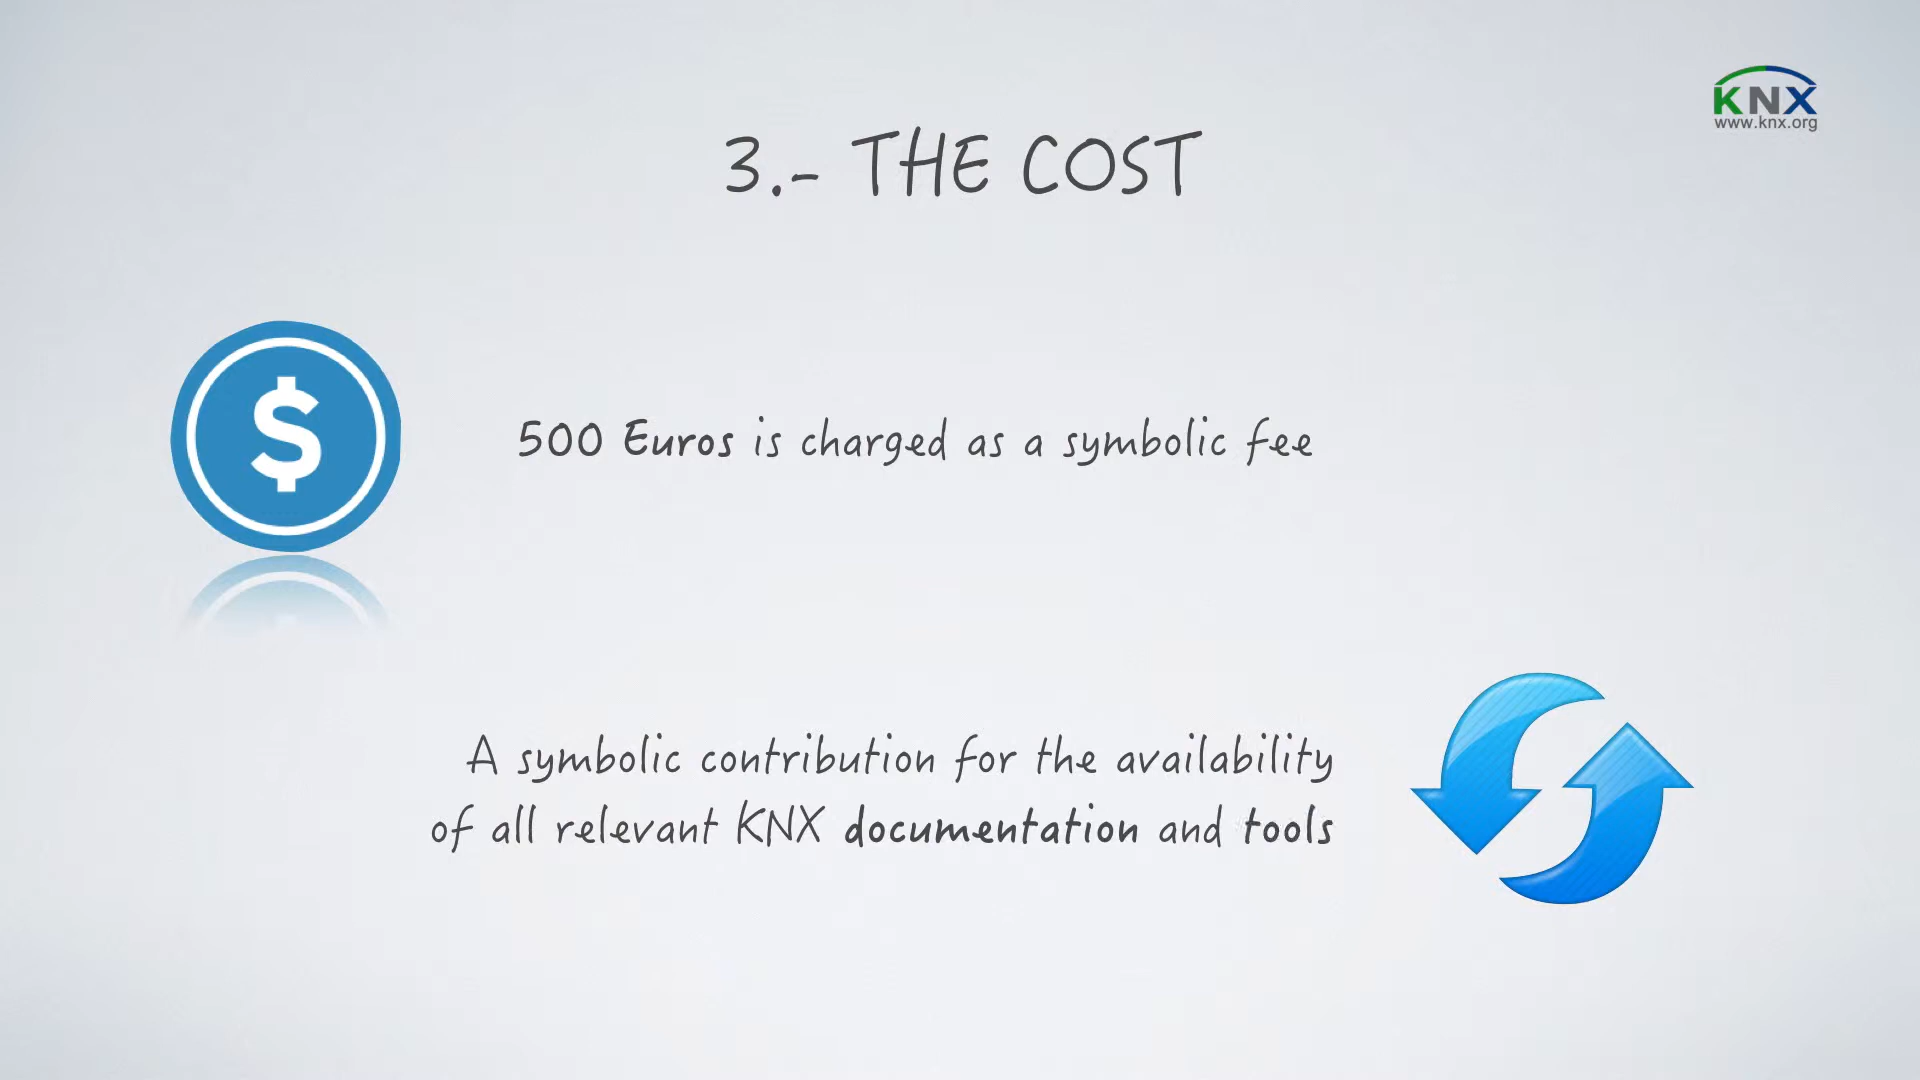 KNX
www.knx.org
3.- THE COST
$
500 Euros is charged as a symbolic fee
A symbolic contribution for the availability
of all relevant KNX documentation and tools